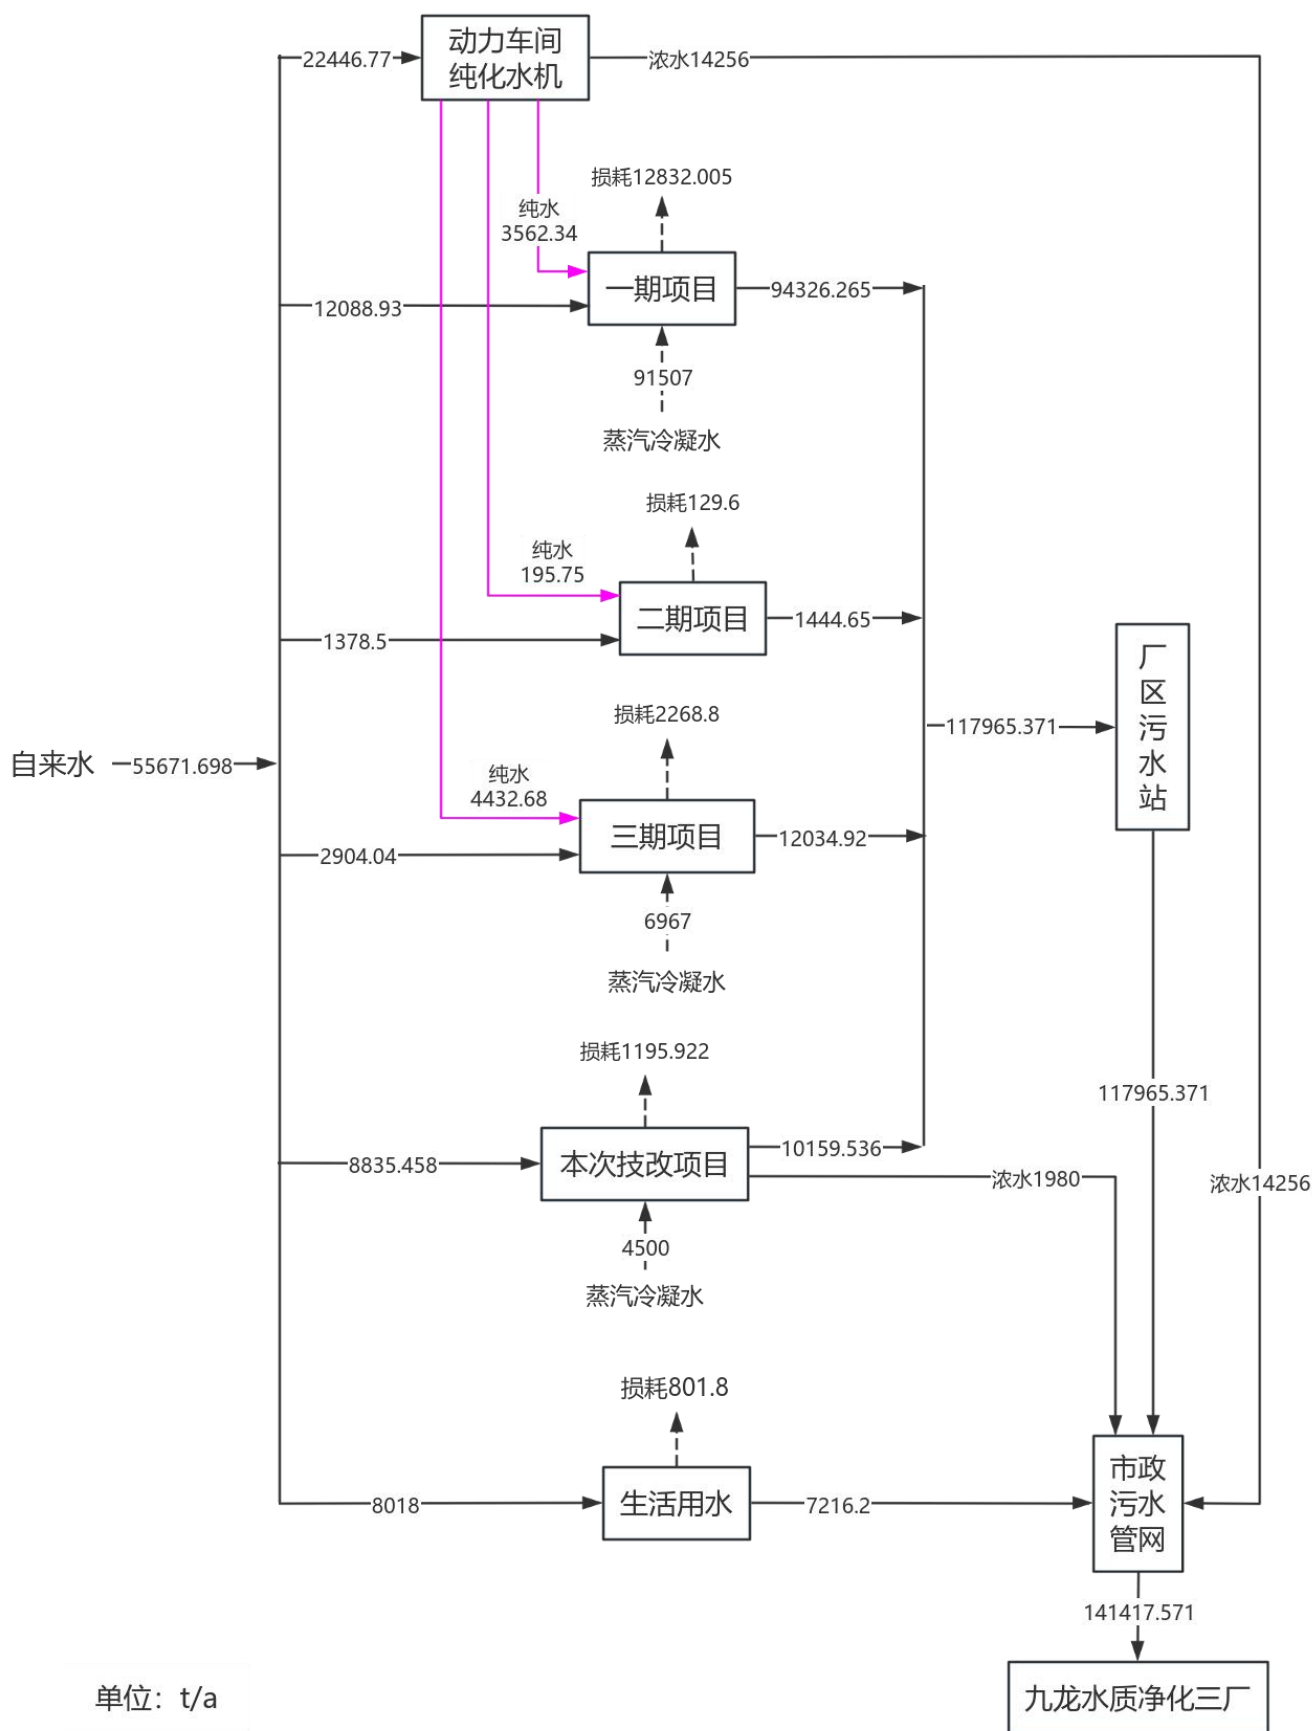 动力车间
纯化水机
22446.77
浓水14256
损耗12832.005
纯水
3562.34
一期项目
94326.265
12088.93
91507
蒸汽冷凝水
损耗129.6
纯水
195.75
二期项目
1444.65
1378.5
厂
区
污
水
站
损耗2268.8
117965.371
自来水
55671.698
纯水
4432.68
三期项目
12034.92
2904.04
6967
蒸汽冷凝水
损耗1195.922
117965.371
10159.536
本次技改项目
8835.458
浓水1980
浓水14256
4500
蒸汽冷凝水
损耗801.8
生活用水
8018
7216.2
市政
污水
管网
141417.571
九龙水质净化三厂
单位：t/a